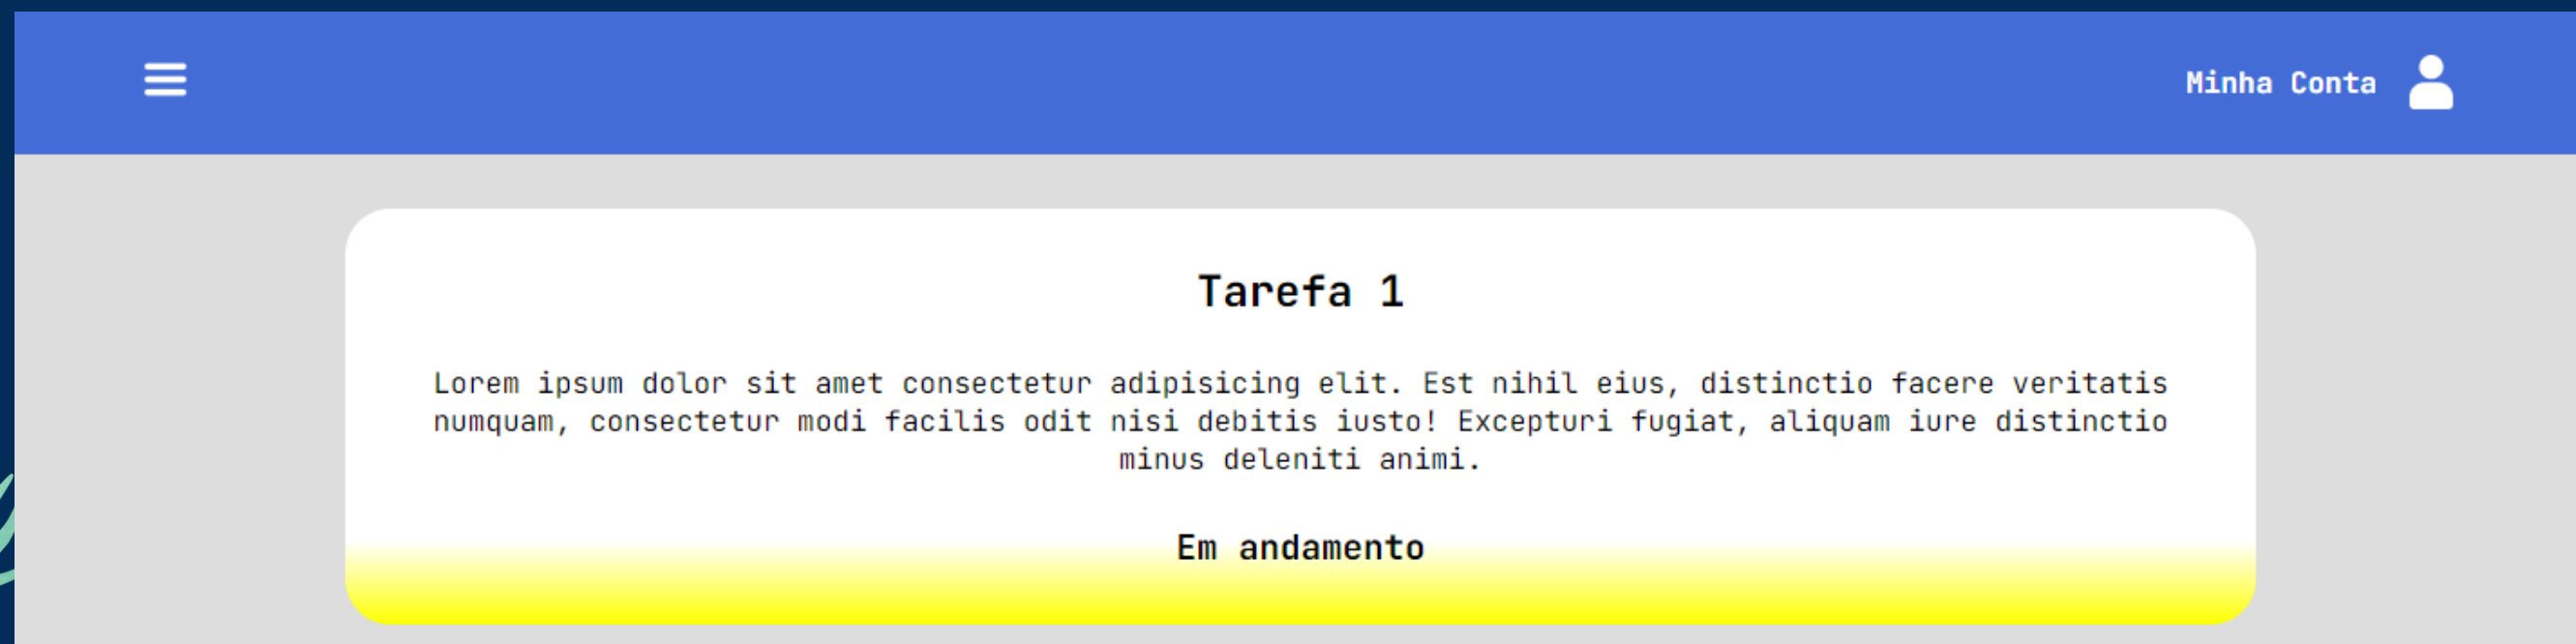 Minha Conta
Tarefa 1
Lorem ipsum dolor sit amet consectetur adipisicing elit. Est nihil eius, distinctio facere veritatis
numquam, consectetur modi facilis odit nisi debitis iusto! Excepturi fugiat, aliquam iure distinctio
minus deleniti animi.
Em andamento